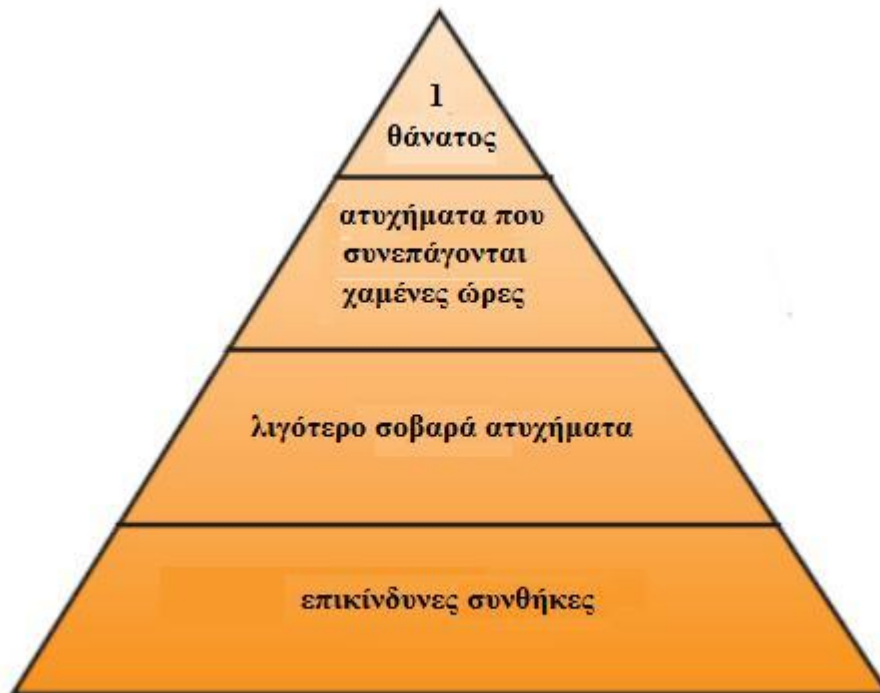 1
θάνατος
ατυχήματα που
συνεπάγονται
χαμένες ώρες
λιγότερο σοβαρά ατυχήματα
επικίνδυνες συνθήκες